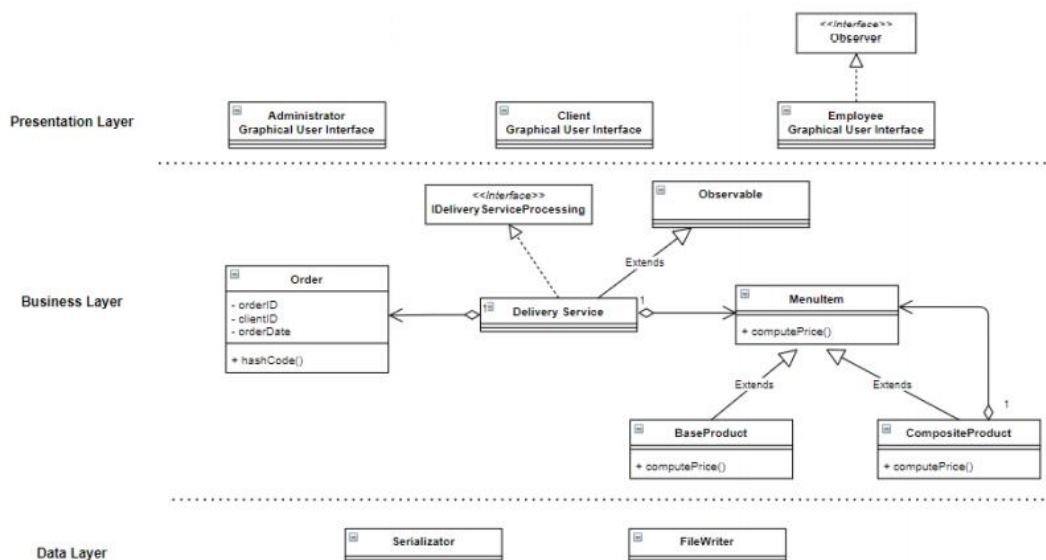 <<Interface>>
Observer
Presentation Layer
Administrator
Graphical User Interface
Client
Graphical User Interface
Employee
Graphical User Interface
<<Interface>>
IDeliveryServiceProcessing
Observable
Extends
Business Layer
Order
- orderID
- clientID
- orderDate
+ hashCode()
1
Delivery Service
1
MenuItem
+ computePrice()
Extends
Extends
1
BaseProduct
+ computePrice()
CompositeProduct
+ computePrice()
Data Layer
Serializator
FileWriter